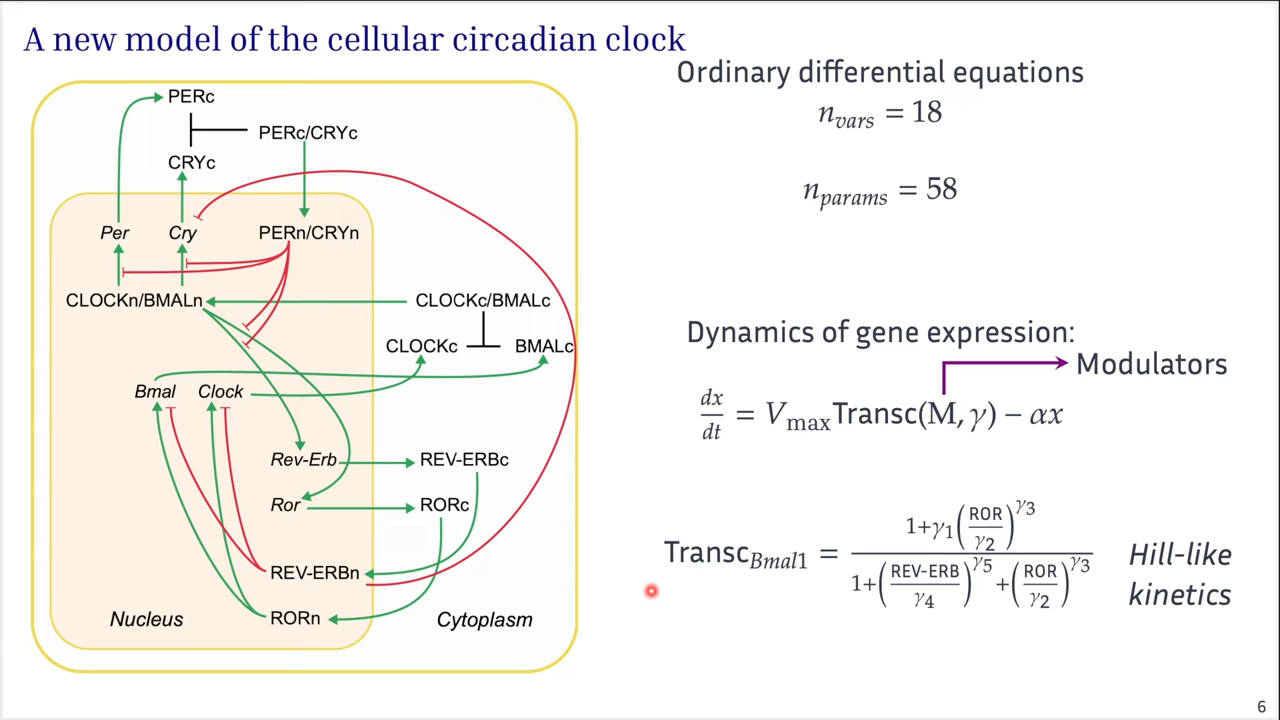 A new model of the cellular circadian clock
PERc
PERc/CRYc
CRYc
Per
Cry
PERn/CRYn
CLOCKn/BMALn
CLOCKc/BMALc
CLOCKc
BMALc
Bmal
Clock
Rev-Erb
REV-ERBc
Ror
RORc
REV-ERBn
RORn
Nucleus
Cytoplasm
Ordinary differential equations
n_vars = 18
n_params = 58
Dynamics of gene expression:
Modulators
dx/dt = V_max Transc(M, γ) − αx
Transc_Bmal1 = (1+γ₁(ROR/γ₂)^γ₃) / (1+(REV-ERB/γ₄)^γ₅+(ROR/γ₂)^γ₃)
Hill-like
kinetics
6